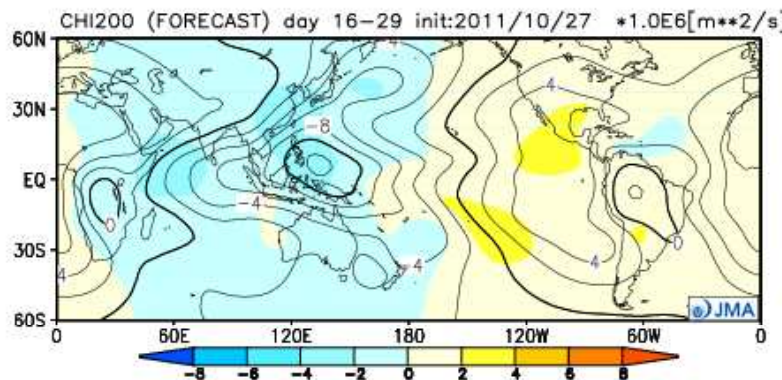 CHI200 (FORECAST) day 16−29 init:2011/10/27 *1.0E6[m**2/s]
60N
30N
EQ
30S
60S
−4
4
−8
−4
0
4
−4
4
0
JMA
0 60E 120E 180 120W 60W 0
−8 −6 −4 −2 0 2 4 6 8